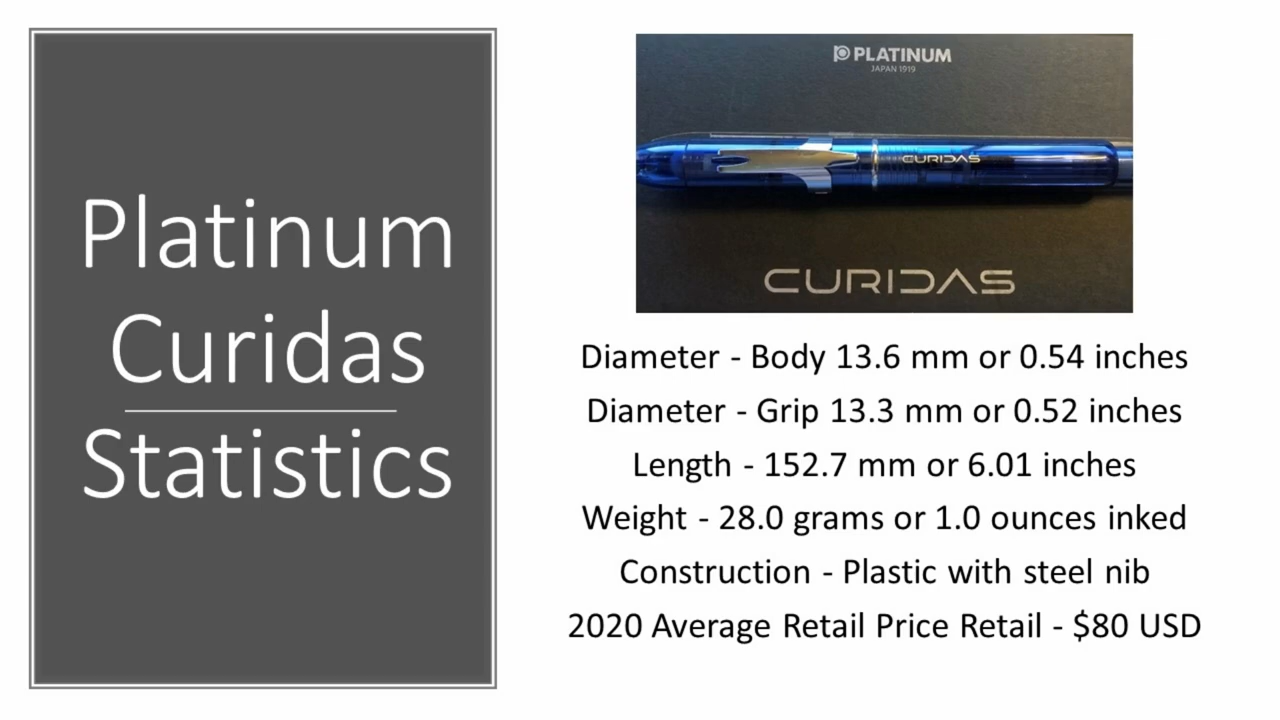 Platinum
Curidas
Statistics
PLATINUM
JAPAN 1919
CURIDAS
CURIDAS
Diameter - Body 13.6 mm or 0.54 inches
Diameter - Grip 13.3 mm or 0.52 inches
Length - 152.7 mm or 6.01 inches
Weight - 28.0 grams or 1.0 ounces inked
Construction - Plastic with steel nib
2020 Average Retail Price Retail - $80 USD